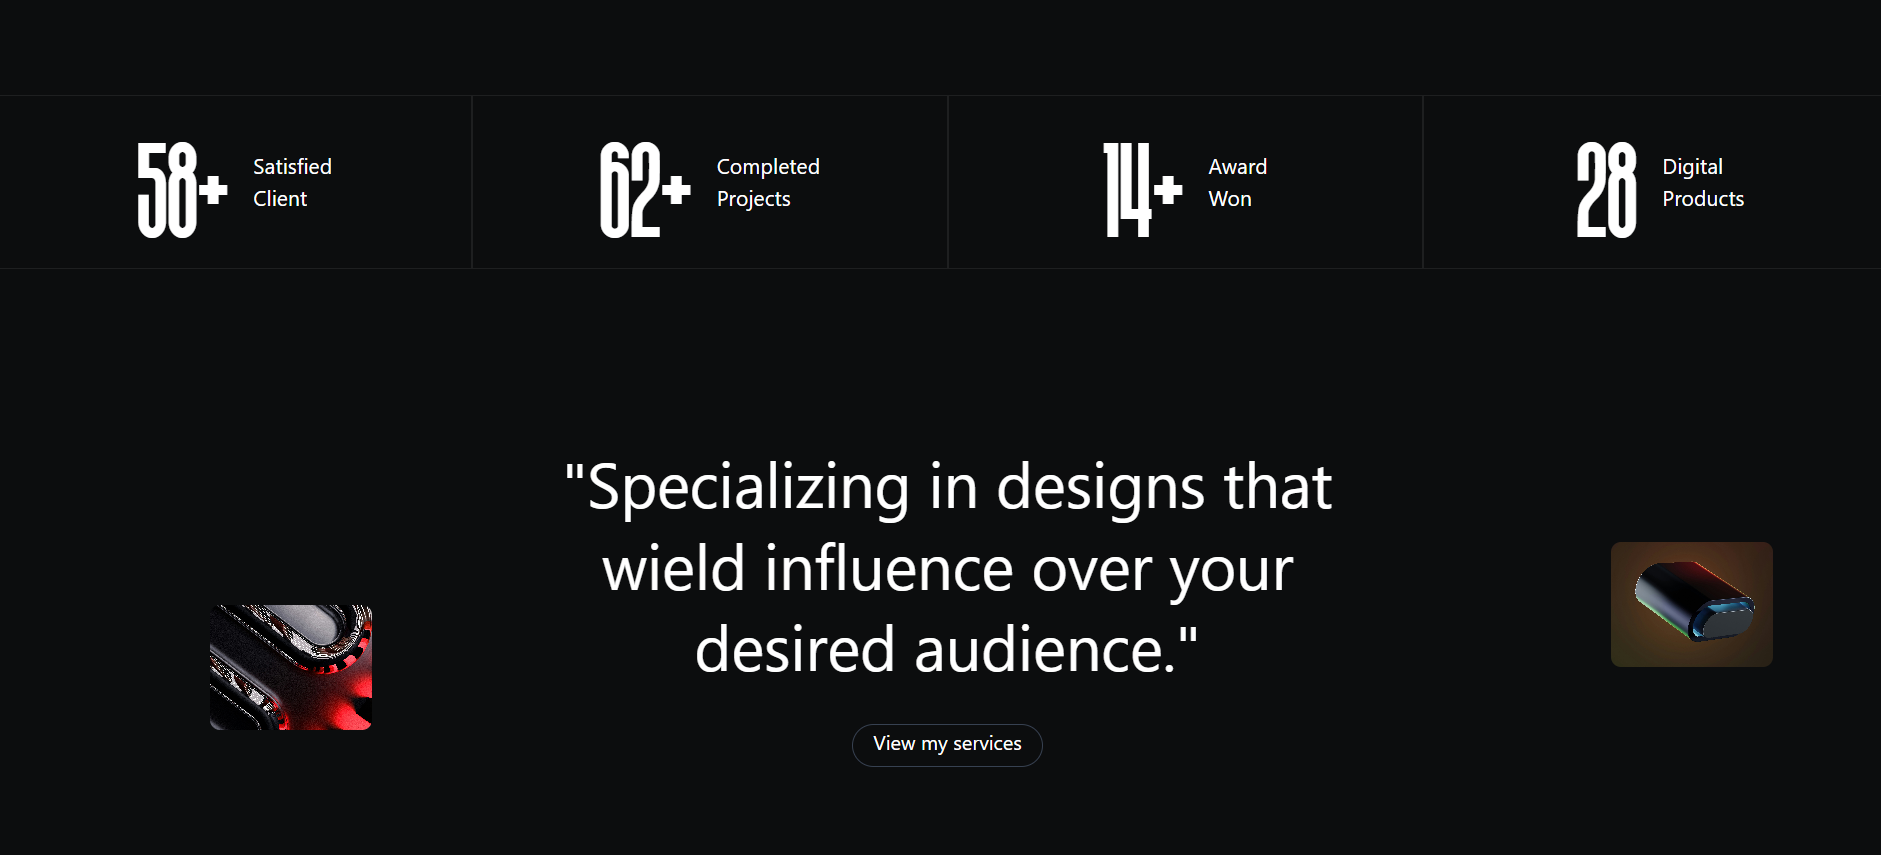 58+ Satisfied
Client
62+ Completed
Projects
14+ Award
Won
28 Digital
Products
"Specializing in designs that
wield influence over your
desired audience."
View my services